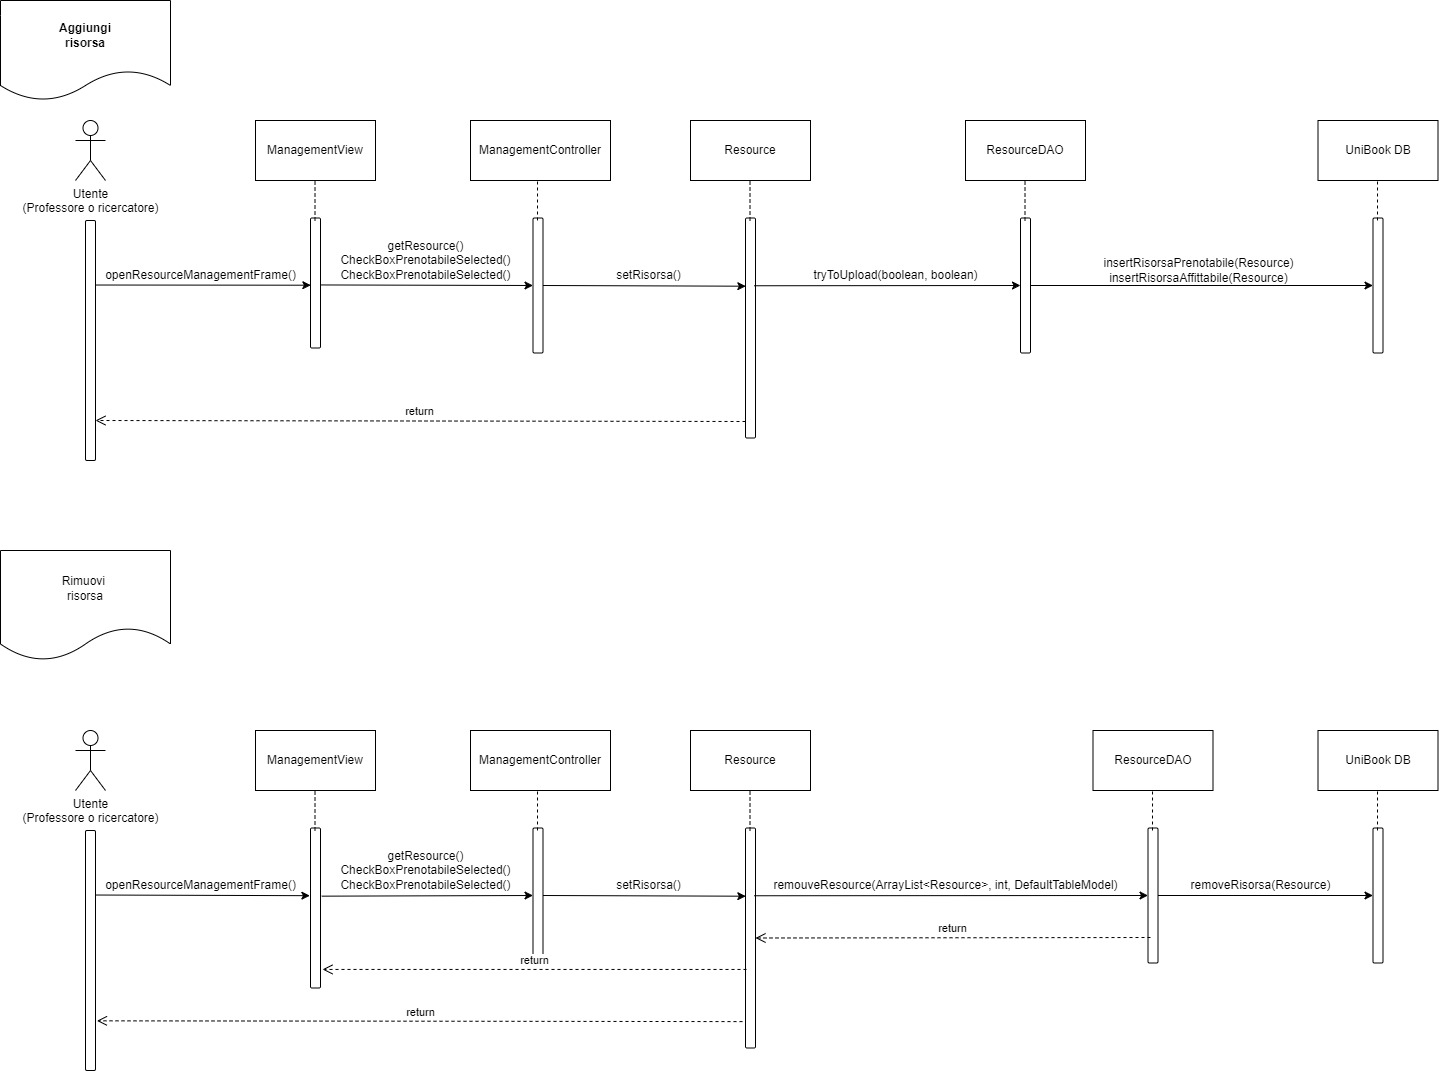 Aggiungi
risorsa
Utente
(Professore o ricercatore)
ManagementView
ManagementController
Resource
ResourceDAO
UniBook DB
openResourceManagementFrame()
getResource()
CheckBoxPrenotabileSelected()
CheckBoxPrenotabileSelected()
setRisorsa()
tryToUpload(boolean, boolean)
insertRisorsaPrenotabile(Resource)
insertRisorsaAffittabile(Resource)
return
Rimuovi
risorsa
Utente
(Professore o ricercatore)
ManagementView
ManagementController
Resource
ResourceDAO
UniBook DB
openResourceManagementFrame()
getResource()
CheckBoxPrenotabileSelected()
CheckBoxPrenotabileSelected()
setRisorsa()
remouveResource(ArrayList<Resource>, int, DefaultTableModel)
removeRisorsa(Resource)
return
return
return